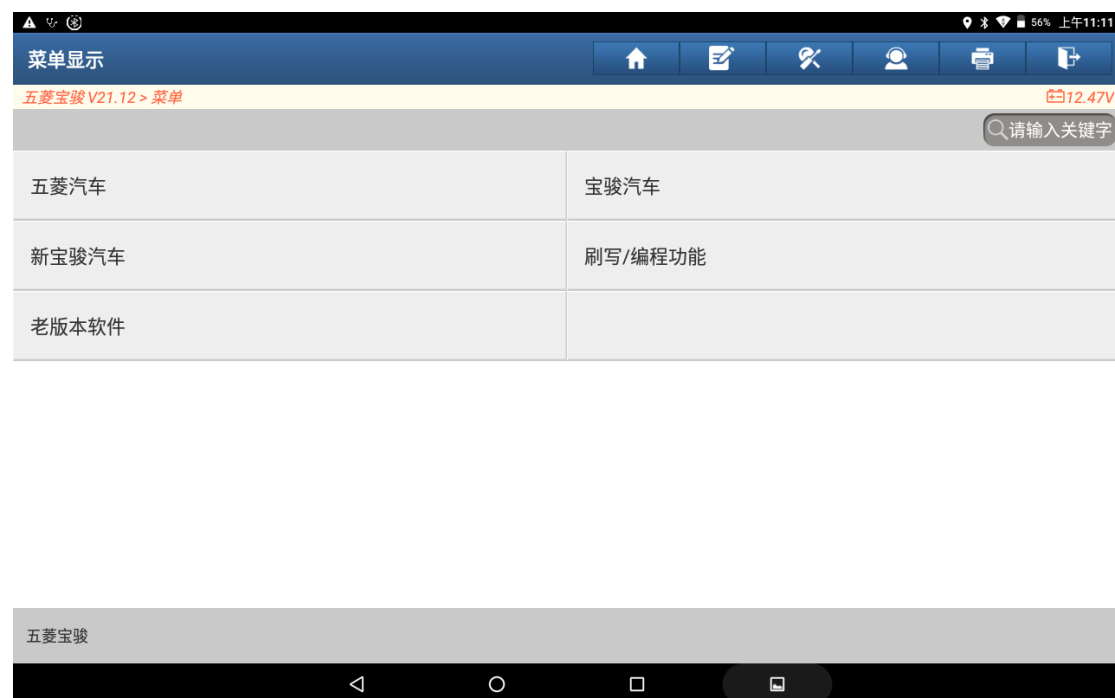 56% 上午11:11
菜单显示
五菱宝骏 V21.12 > 菜单 12.47V
请输入关键字
五菱汽车 宝骏汽车
新宝骏汽车 刷写/编程功能
老版本软件
五菱宝骏